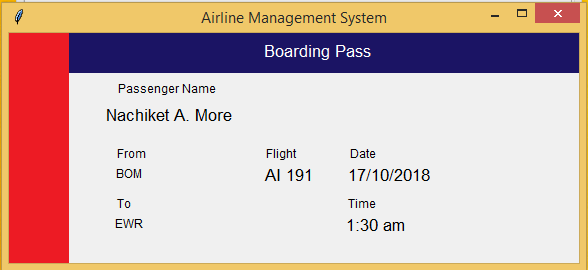 Airline Management System
Boarding Pass
Passenger Name
Nachiket A. More
From Flight Date
BOM AI 191 17/10/2018
To Time
EWR 1:30 am